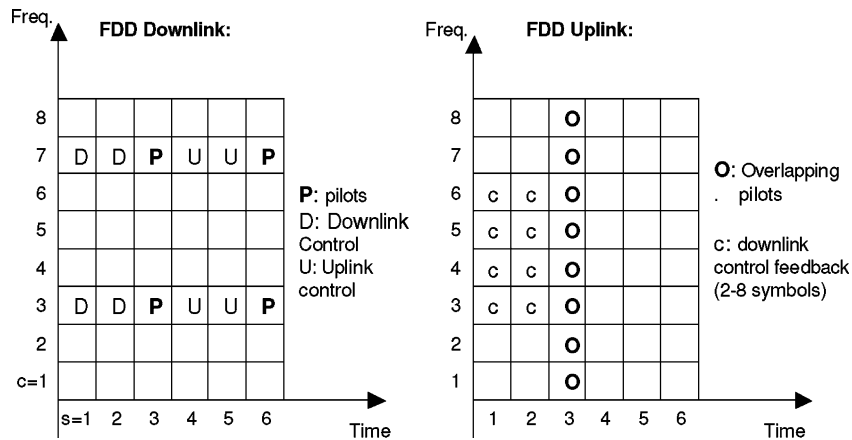 Freq.
FDD Downlink:
8
7 D D P U U P
6
5
4
3 D D P U U P
2
c=1
s=1 2 3 4 5 6
Time
P: pilots
D: Downlink
Control
U: Uplink
control
Freq.
FDD Uplink:
8 O
7 O
6 c c O
5 c c O
4 c c O
3 c c O
2 O
1 O
1 2 3 4 5 6
Time
O: Overlapping
. pilots
c: downlink
control feedback
(2-8 symbols)